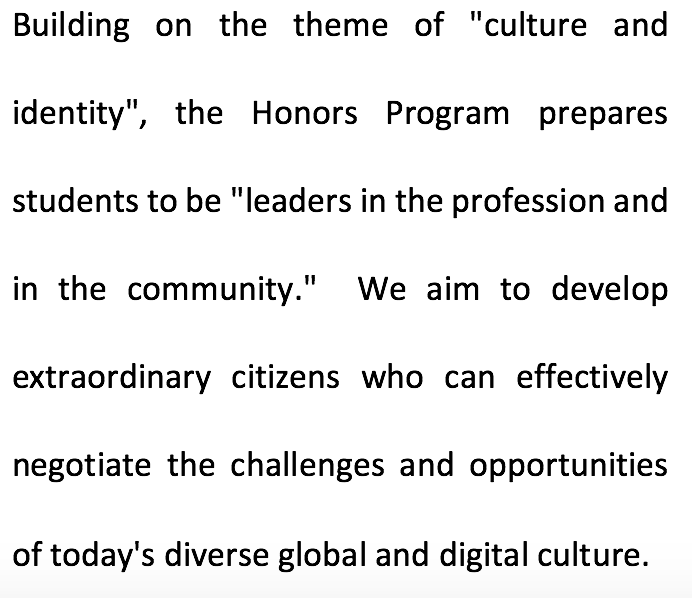 Building on the theme of "culture and
identity", the Honors Program prepares
students to be "leaders in the profession and
in the community."  We aim to develop
extraordinary citizens who can effectively
negotiate the challenges and opportunities
of today's diverse global and digital culture.